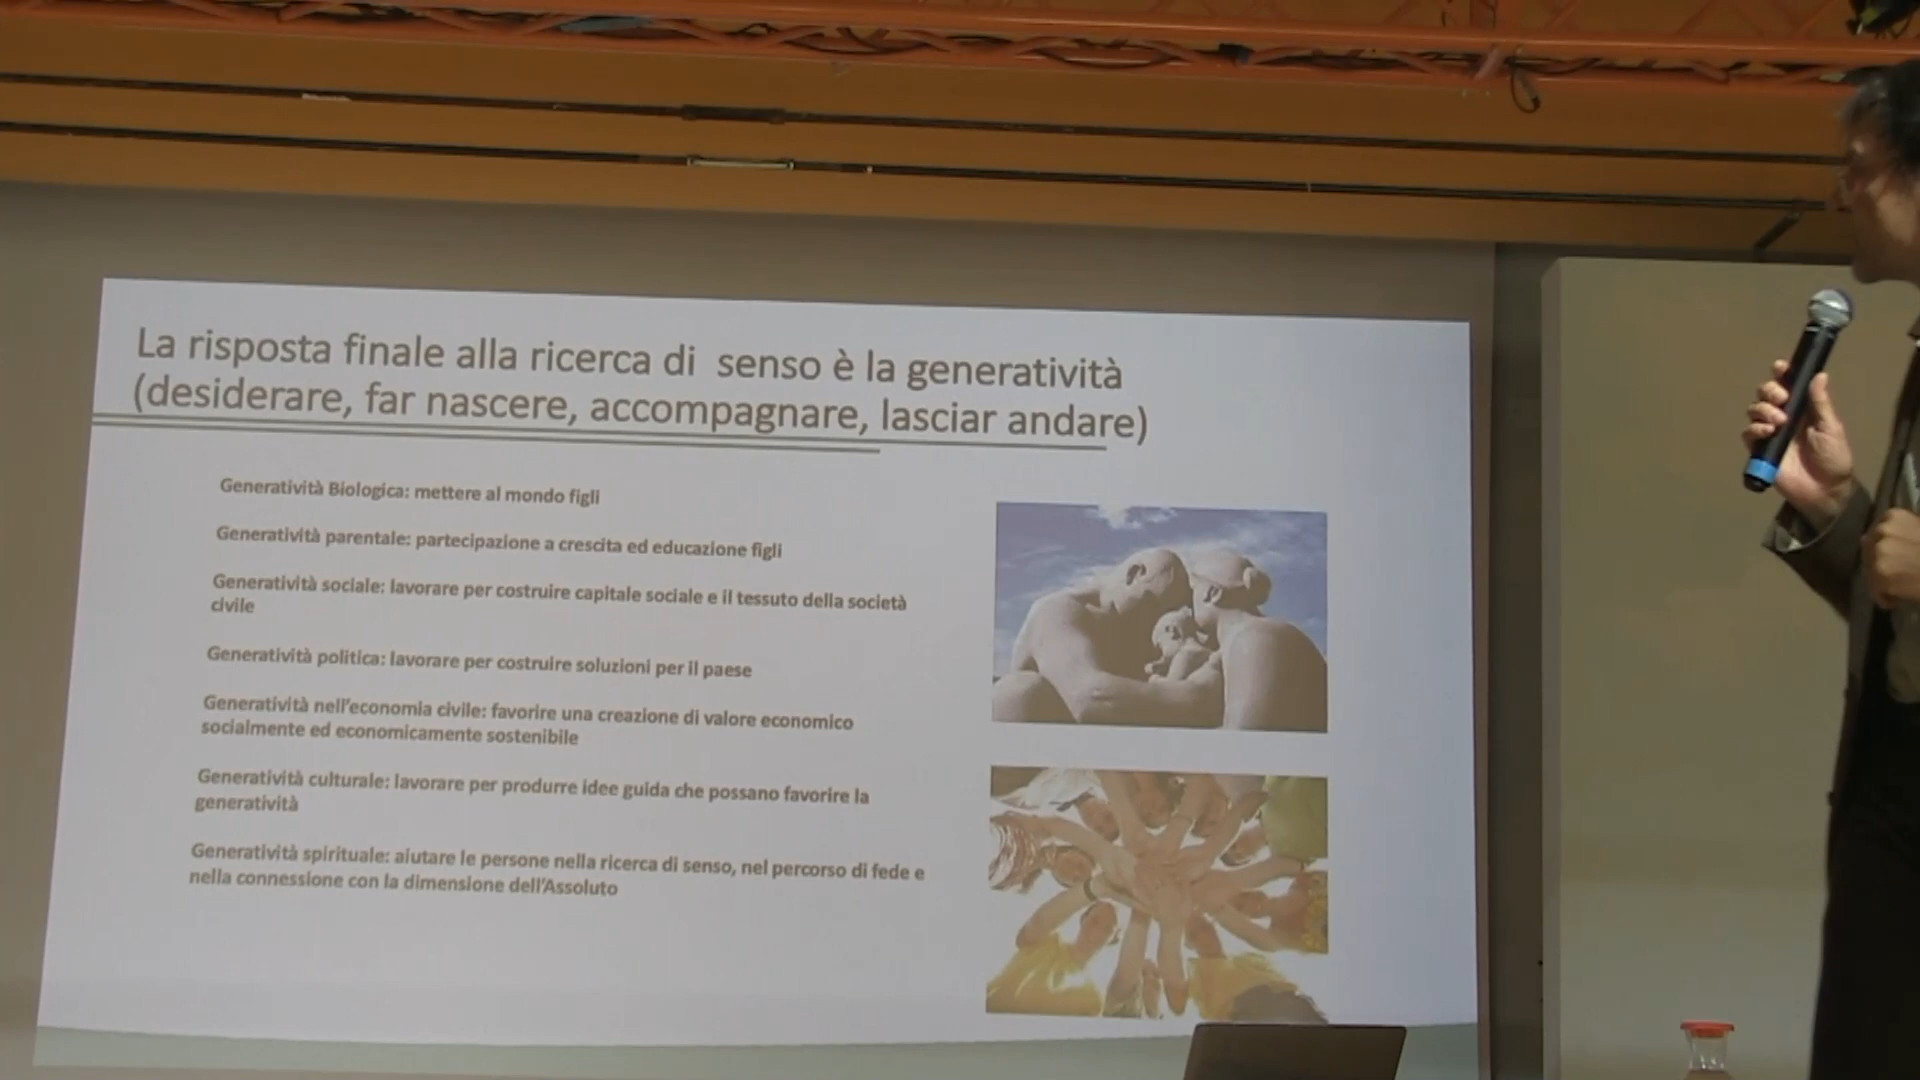 La risposta finale alla ricerca di senso è la generatività
(desiderare, far nascere, accompagnare, lasciar andare)
Generatività Biologica: mettere al mondo figli
Generatività parentale: partecipazione a crescita ed educazione figli
Generatività sociale: lavorare per costruire capitale sociale e il tessuto della società
civile
Generatività politica: lavorare per costruire soluzioni per il paese
Generatività nell'economia civile: favorire una creazione di valore economico
socialmente ed economicamente sostenibile
Generatività culturale: lavorare per produrre idee guida che possano favorire la
generatività
Generatività spirituale: aiutare le persone nella ricerca di senso, nel percorso di fede e
nella connessione con la dimensione dell'Assoluto